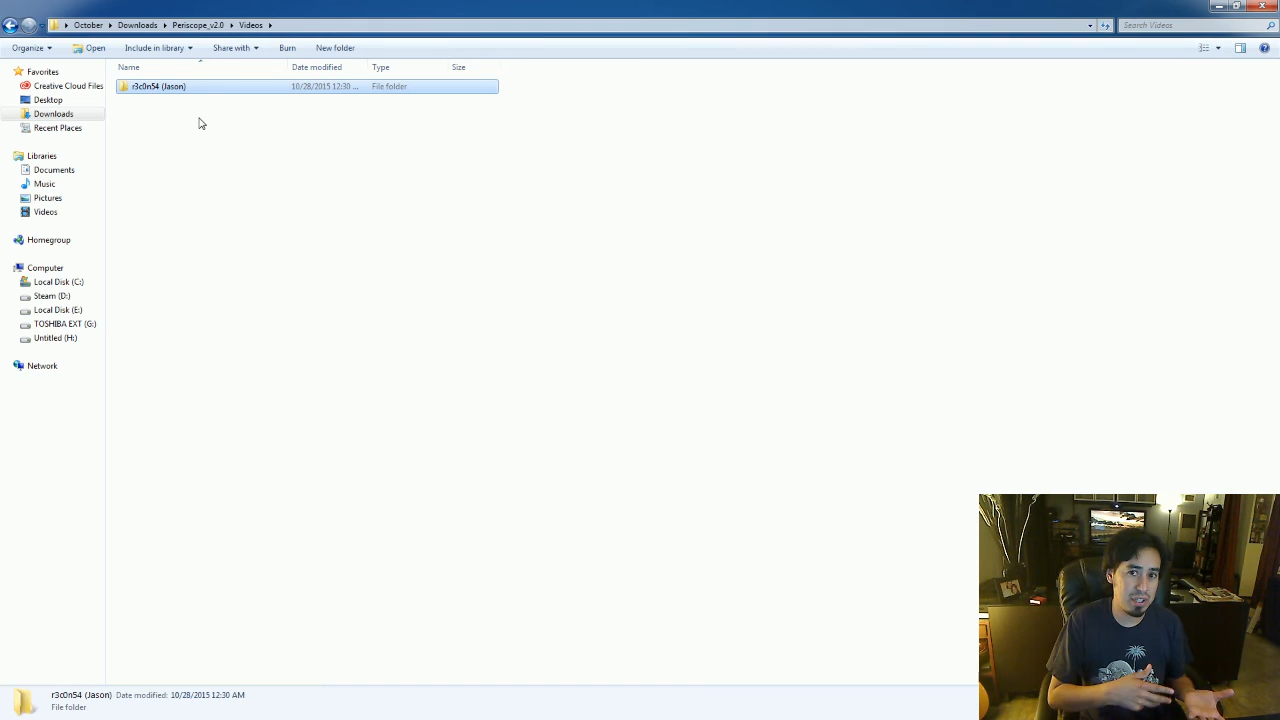 October Downloads Periscope_v2.0 Videos Search Videos
Organize Open Include in library Share with Burn New folder
Name Date modified Type Size
r3c0n54 (Jason) 10/28/2015 12:30 ... File folder
Favorites
Creative Cloud Files
Desktop
Downloads
Recent Places
Libraries
Documents
Music
Pictures
Videos
Homegroup
Computer
Local Disk (C:)
Steam (D:)
Local Disk (E:)
TOSHIBA EXT (G:)
Untitled (H:)
Network
r3c0n54 (Jason) Date modified: 10/28/2015 12:30 AM
File folder